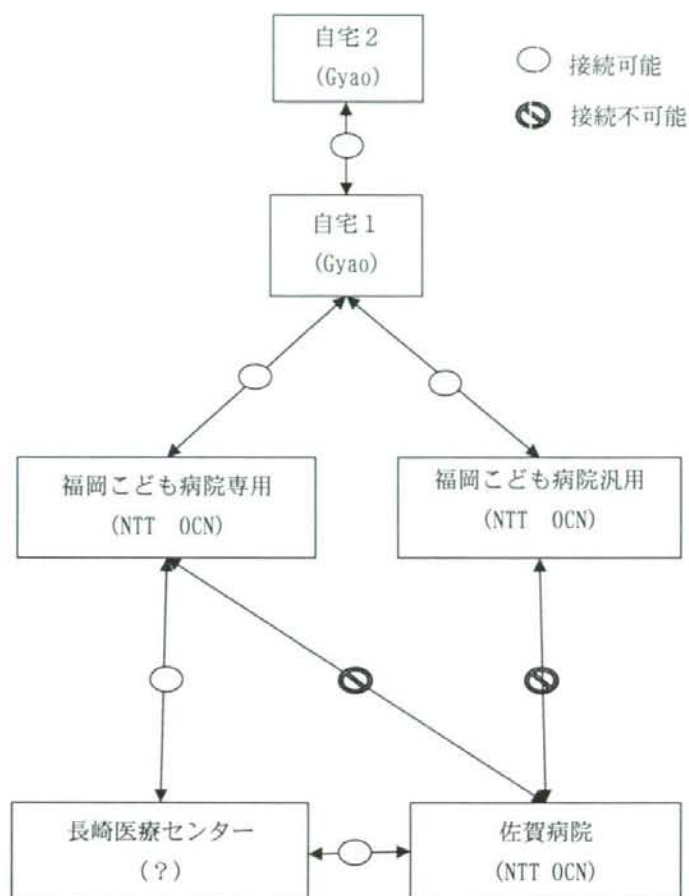 自宅2
(Gyao)
接続可能
接続不可能
自宅1
(Gyao)
福岡こども病院専用
(NTT OCN)
福岡こども病院汎用
(NTT OCN)
長崎医療センター
(?)
佐賀病院
(NTT OCN)